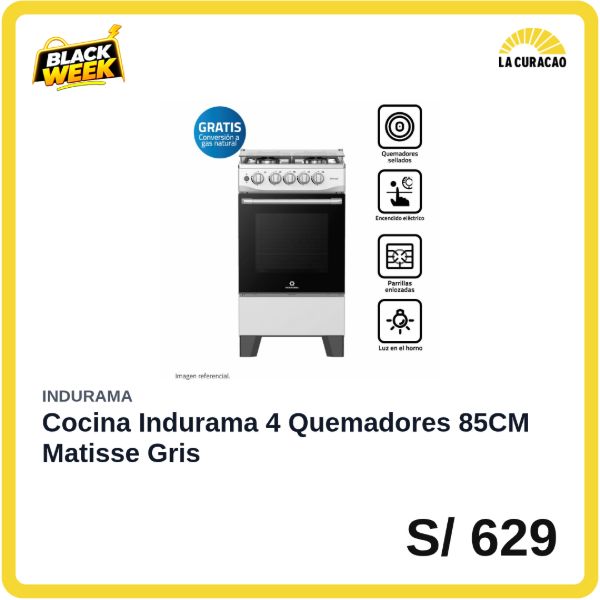 BLACK
WEEK
LA CURACAO
GRATIS
Conversión a
gas natural
Quemadores
sellados
Encendido eléctrico
Parrillas
enlozadas
Luz en el horno
Imagen referencial.
INDURAMA
Cocina Indurama 4 Quemadores 85CM
Matisse Gris
S/ 629